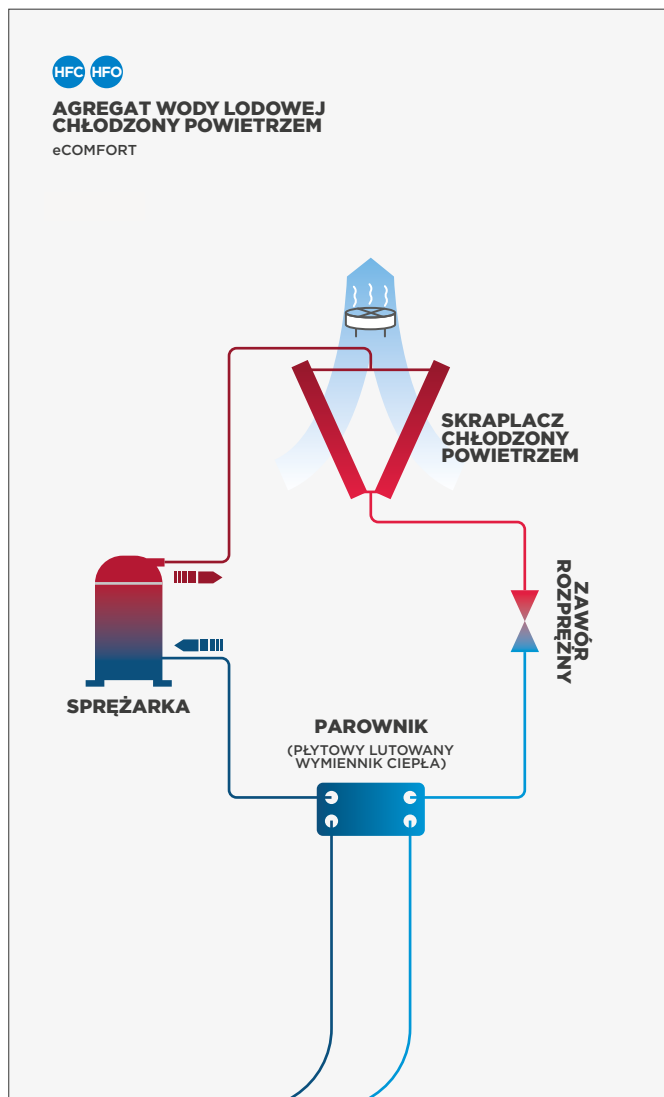 HFC HFO
AGREGAT WODY LODOWEJ
CHŁODZONY POWIETRZEM
eCOMFORT
SKRAPLACZ
CHŁODZONY
POWIETRZEM
ZAWÓR
ROZPRĘŻNY
SPRĘŻARKA
PAROWNIK
(PŁYTOWY LUTOWANY
WYMIENNIK CIEPŁA)